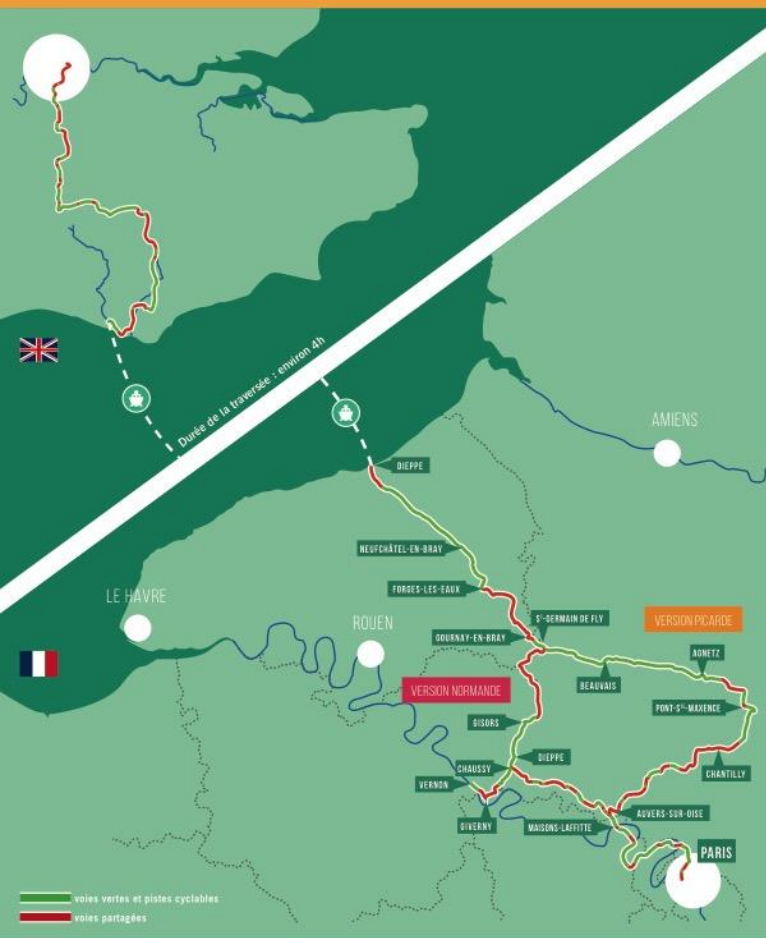 Durée de la traversée : environ 4h
AMIENS
DIEPPE
NEUFCHÂTEL-EN-BRAY
LE HAVRE
FORGES-LES-EAUX
ROUEN
ST-GERMAIN DE FLY
VERSION PICARDE
GOURNAY-EN-BRAY
AGNETZ
BEAUVAIS
VERSION NORMANDE
PONT-STE-MAXENCE
GISORS
DIEPPE
CHAUSSY
CHANTILLY
VERNON
AUVERS-SUR-OISE
GIVERNY
MAISONS-LAFFITTE
PARIS
voies vertes et pistes cyclables
voies partagées